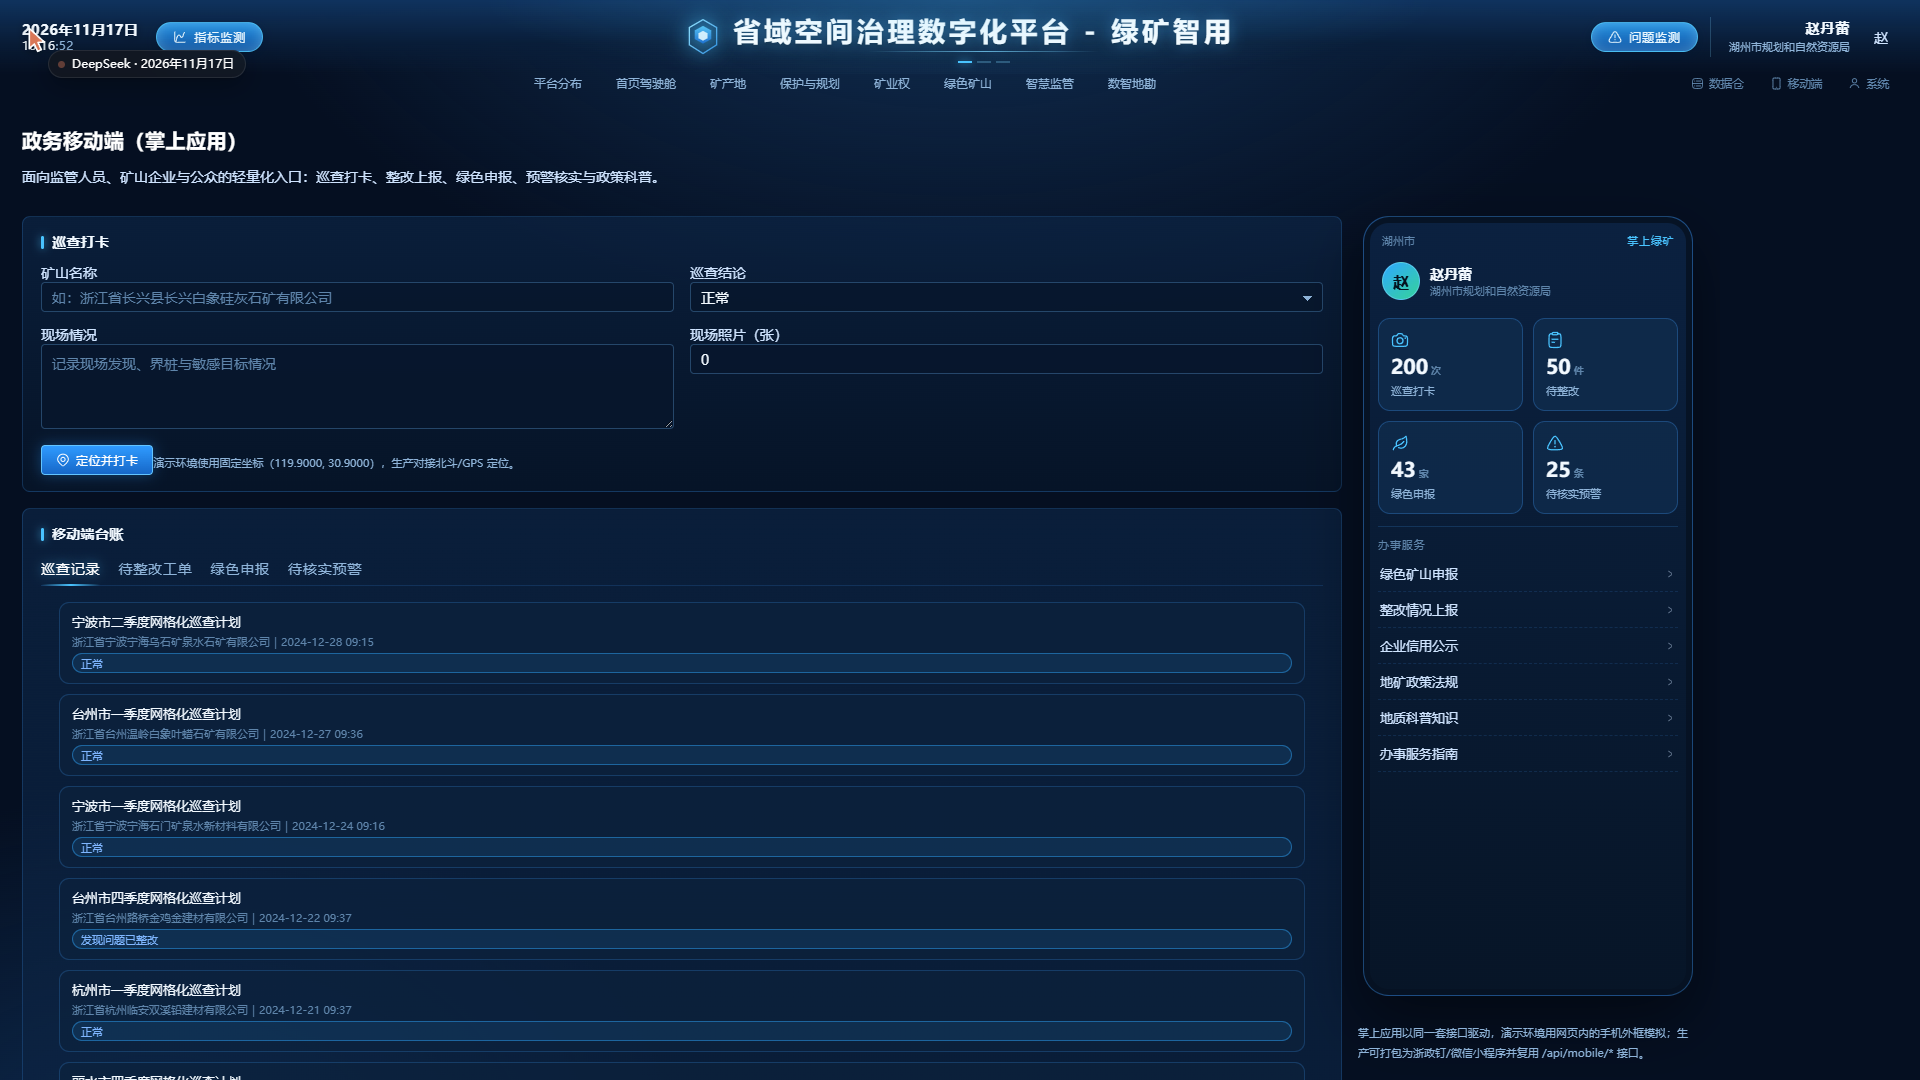 2026年11月17日
指标监测
DeepSeek · 2026年11月17日
省域空间治理数字化平台 - 绿矿智用
问题监测
赵丹蕾
湖州市规划和自然资源局
赵
平台分布
首页驾驶舱
矿产地
保护与规划
矿业权
绿色矿山
智慧监管
数智地勘
数据仓
移动端
系统
政务移动端（掌上应用）
面向监管人员、矿山企业与公众的轻量化入口：巡查打卡、整改上报、绿色申报、预警核实与政策科普。
巡查打卡
矿山名称
如：浙江省长兴县长兴白象硅灰石矿有限公司
巡查结论
正常
现场情况
记录现场发现、界桩与敏感目标情况
现场照片（张）
0
定位并打卡
演示环境使用固定坐标（119.9000, 30.9000），生产对接北斗/GPS 定位。
移动端台账
巡查记录
待整改工单
绿色申报
待核实预警
宁波市二季度网格化巡查计划
浙江省宁波宁海乌石矿泉水石矿有限公司 | 2024-12-28 09:15
正常
台州市一季度网格化巡查计划
浙江省台州温岭白象叶蜡石矿有限公司 | 2024-12-27 09:36
正常
宁波市一季度网格化巡查计划
浙江省宁波宁海石门矿泉水新材料有限公司 | 2024-12-24 09:16
正常
台州市四季度网格化巡查计划
浙江省台州路桥金鸡金建材有限公司 | 2024-12-22 09:37
发现问题已整改
杭州市一季度网格化巡查计划
浙江省杭州临安双溪铅建材有限公司 | 2024-12-21 09:37
正常
湖州市
掌上绿矿
赵
赵丹蕾
湖州市规划和自然资源局
200 次
巡查打卡
50 件
待整改
43 家
绿色申报
25 条
待核实预警
办事服务
绿色矿山申报
整改情况上报
企业信用公示
地矿政策法规
地质科普知识
办事服务指南
掌上应用以同一套接口驱动，演示环境用网页内的手机外框模拟；生
产可打包为浙政钉/微信小程序并复用 /api/mobile/* 接口。